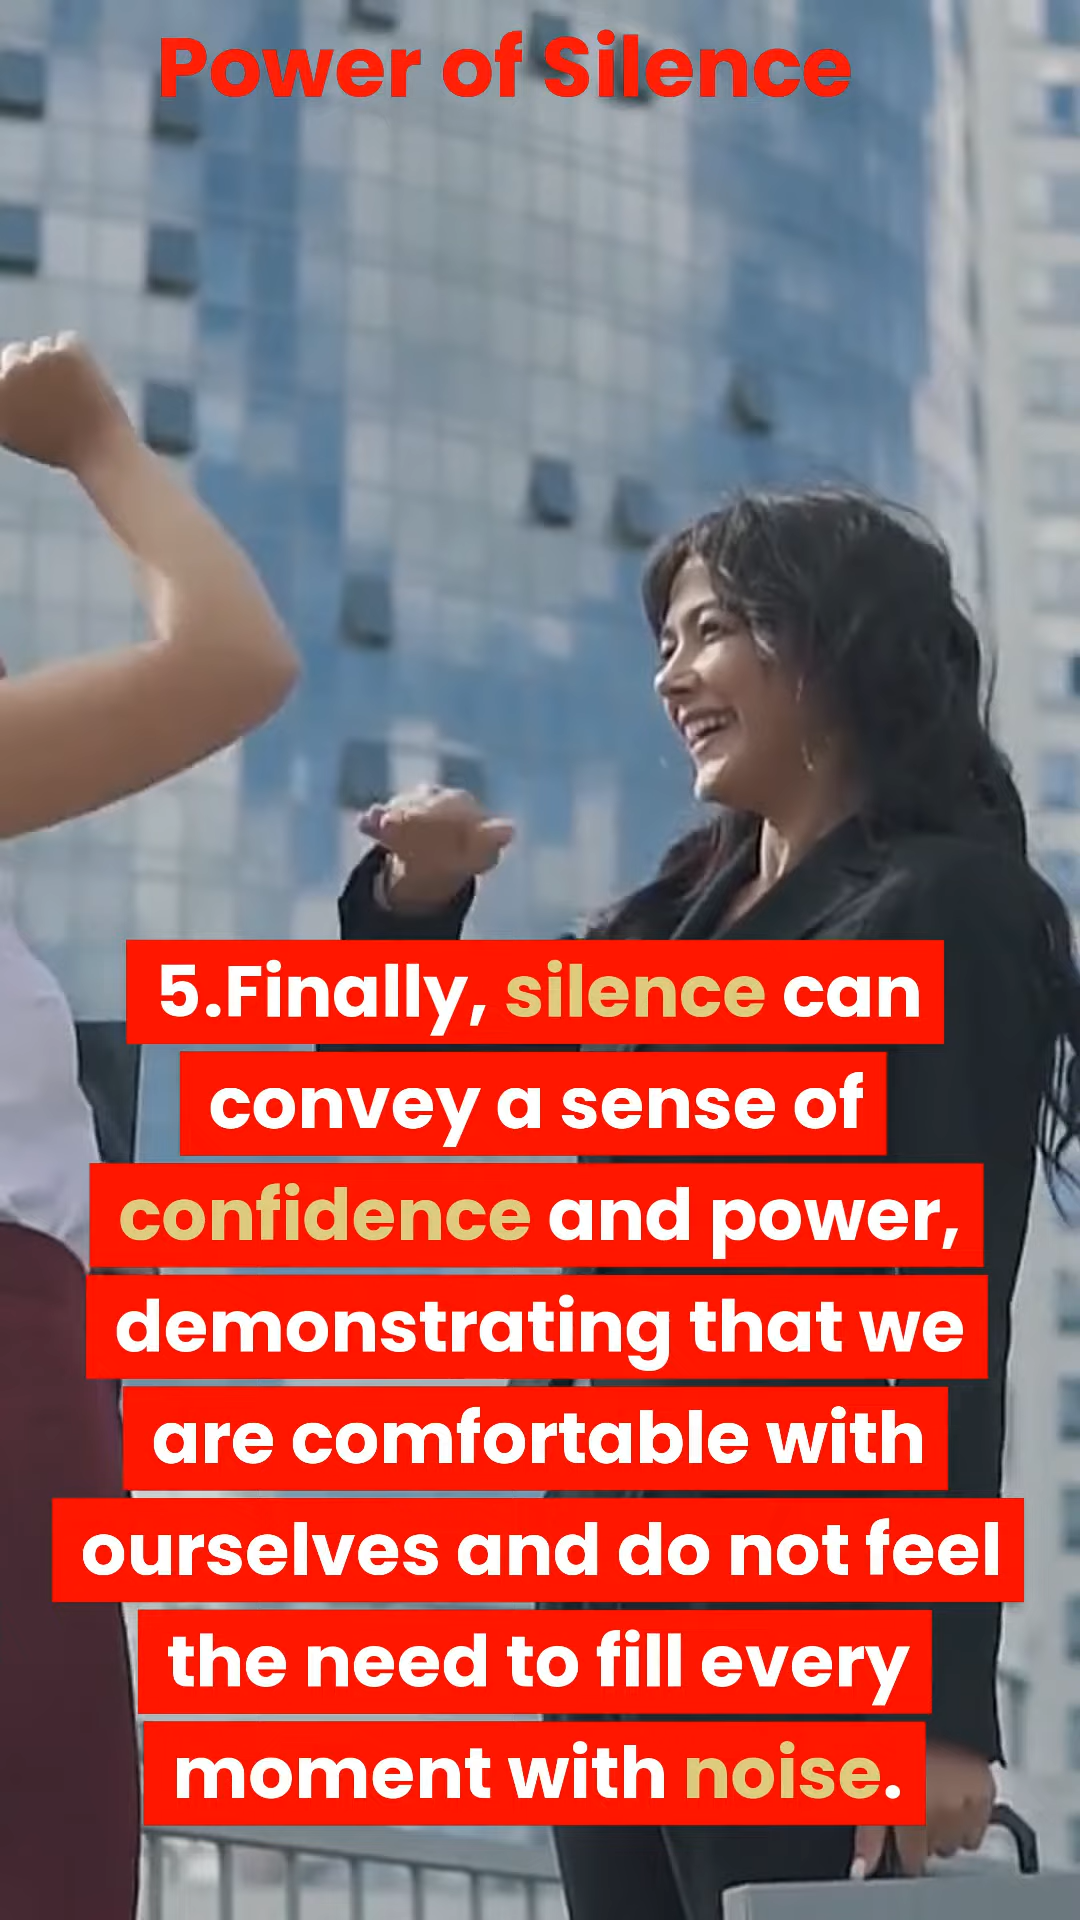 Power of Silence
5.Finally, silence can
convey a sense of
confidence and power,
demonstrating that we
are comfortable with
ourselves and do not feel
the need to fill every
moment with noise.